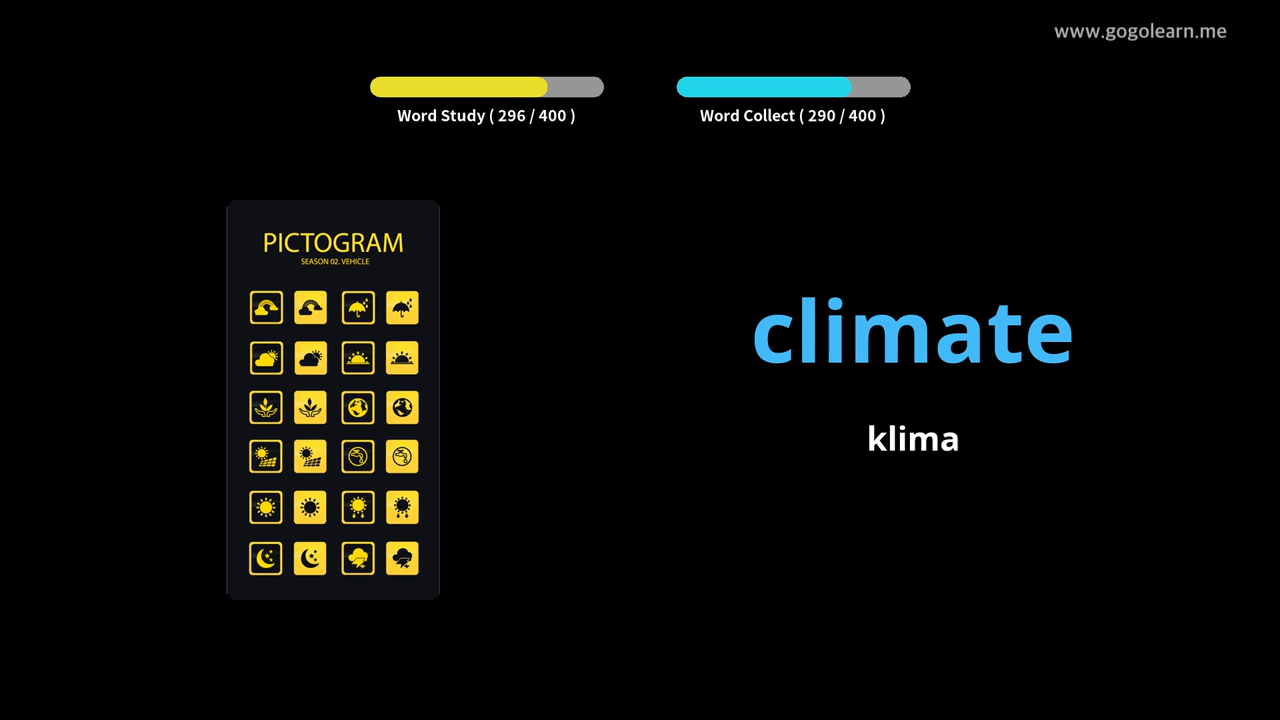 www.gogolearn.me
Word Study ( 296 / 400 )
Word Collect ( 290 / 400 )
PICTOGRAM
SEASON 02. VEHICLE
climate
klima